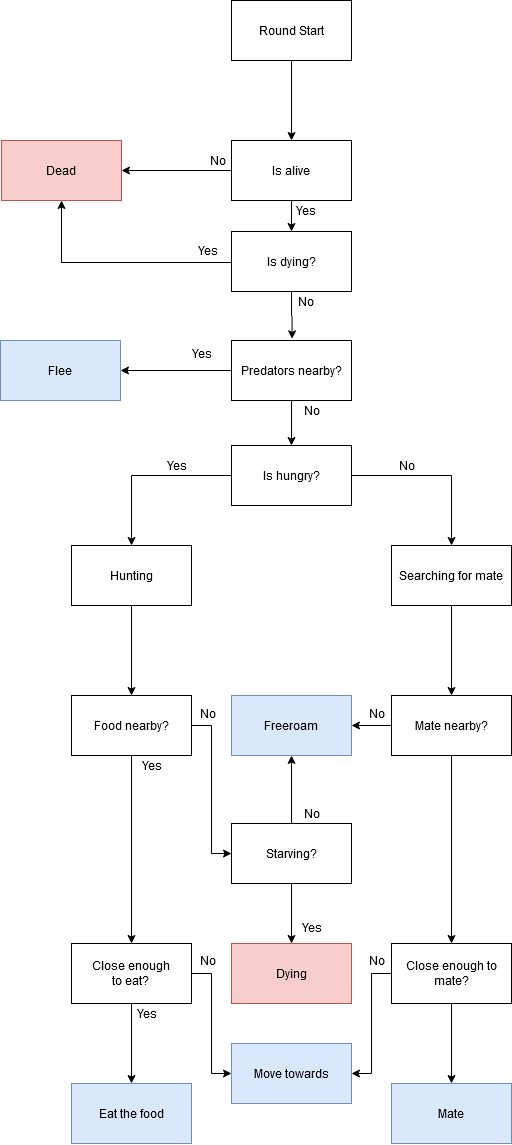 Round Start
No
Dead
Is alive
Yes
Yes
Is dying?
No
Yes
Flee
Predators nearby?
No
Yes
Is hungry?
No
Hunting
Searching for mate
Food nearby?
No
Freeroam
No
Mate nearby?
Yes
No
Starving?
Yes
Close enough
to eat?
No
Dying
No
Close enough to
mate?
Yes
Move towards
Eat the food
Mate